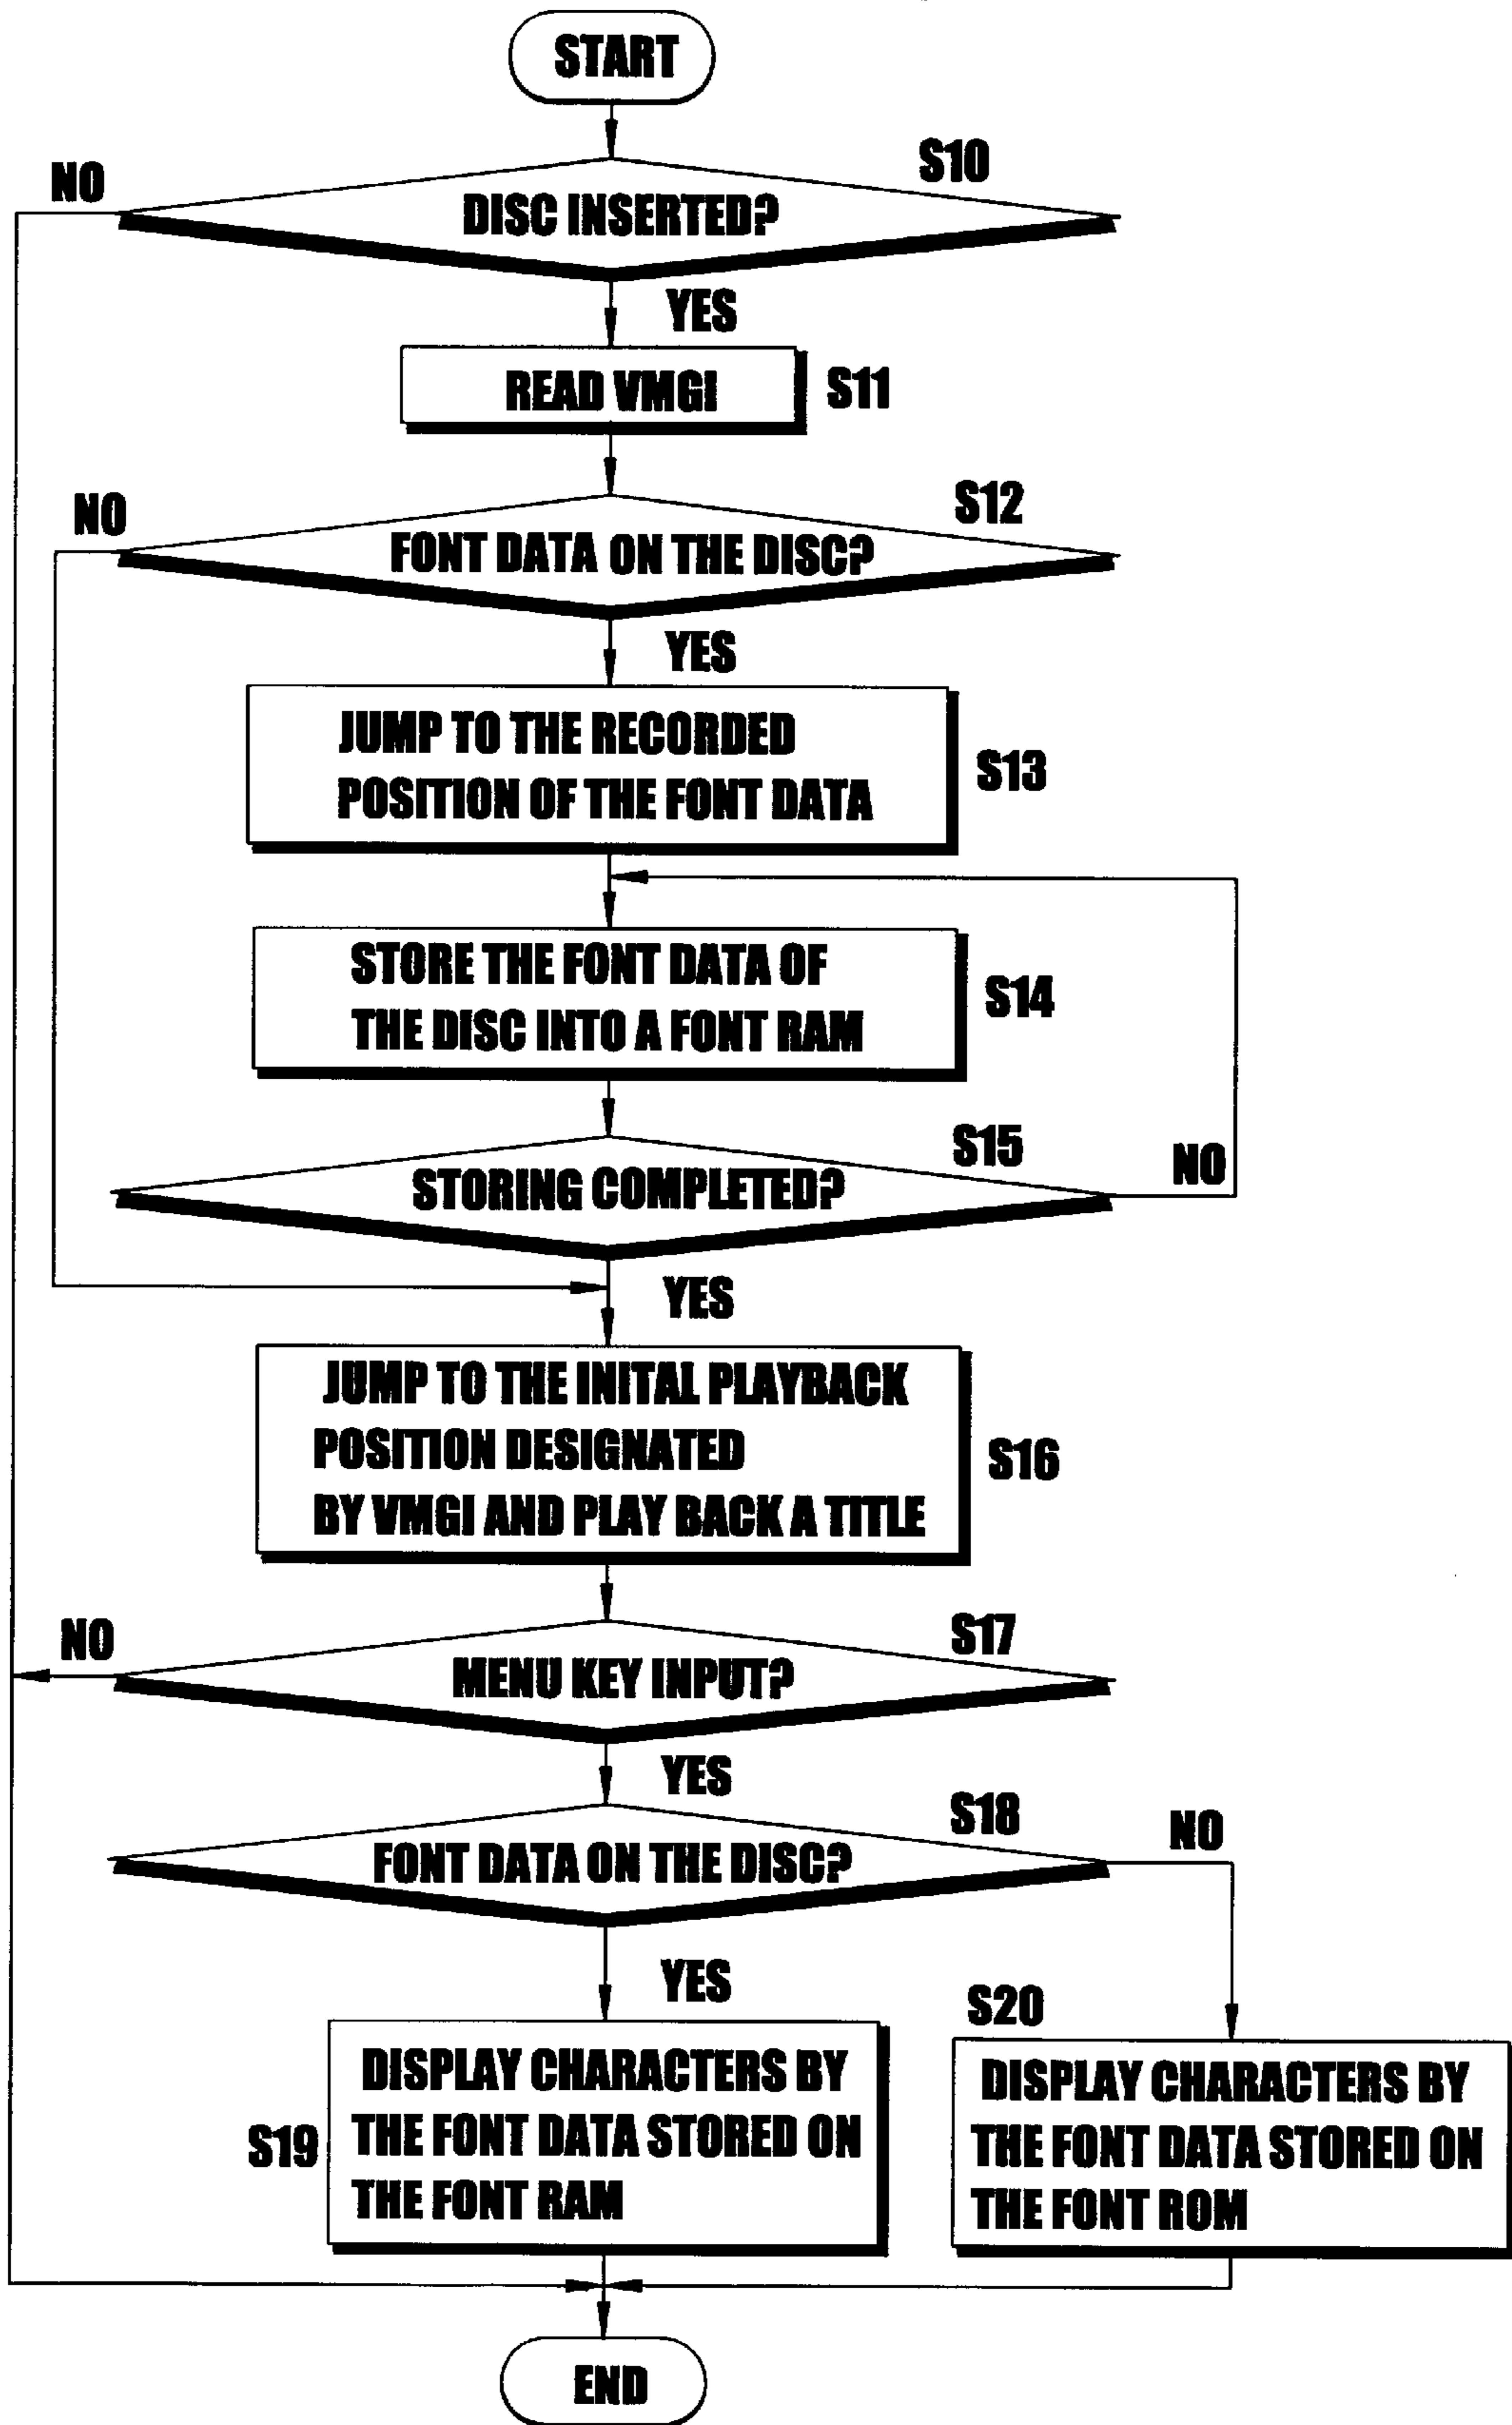 START
S10
NO
DISC INSERTED?
YES
READ VMGI
S11
S12
NO
FONT DATA ON THE DISC?
YES
JUMP TO THE RECORDED
POSITION OF THE FONT DATA
S13
STORE THE FONT DATA OF
THE DISC INTO A FONT RAM
S14
S15
NO
STORING COMPLETED?
YES
JUMP TO THE INITAL PLAYBACK
POSITION DESIGNATED
BY VMGI AND PLAY BACK A TITLE
S16
S17
NO
MENU KEY INPUT?
YES
S18
NO
FONT DATA ON THE DISC?
YES
S19
DISPLAY CHARACTERS BY
THE FONT DATA STORED ON
THE FONT RAM
S20
DISPLAY CHARACTERS BY
THE FONT DATA STORED ON
THE FONT ROM
END